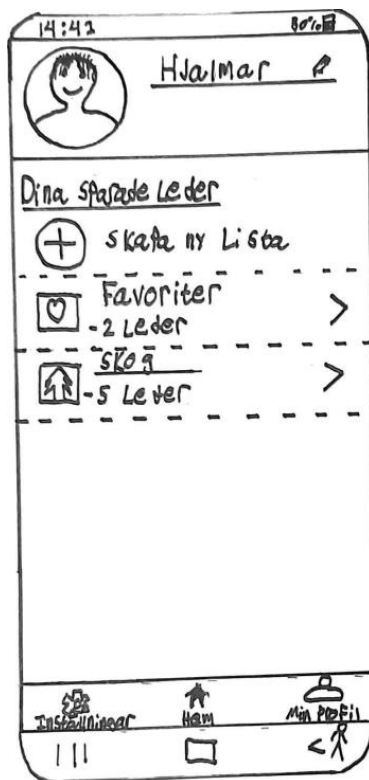 14:42 80%
Hjalmar
Dina sparade Leder
skapa ny Lista
Favoriter
-2 Leder
skog
-5 Leder
Inställningar Hem Min Profil